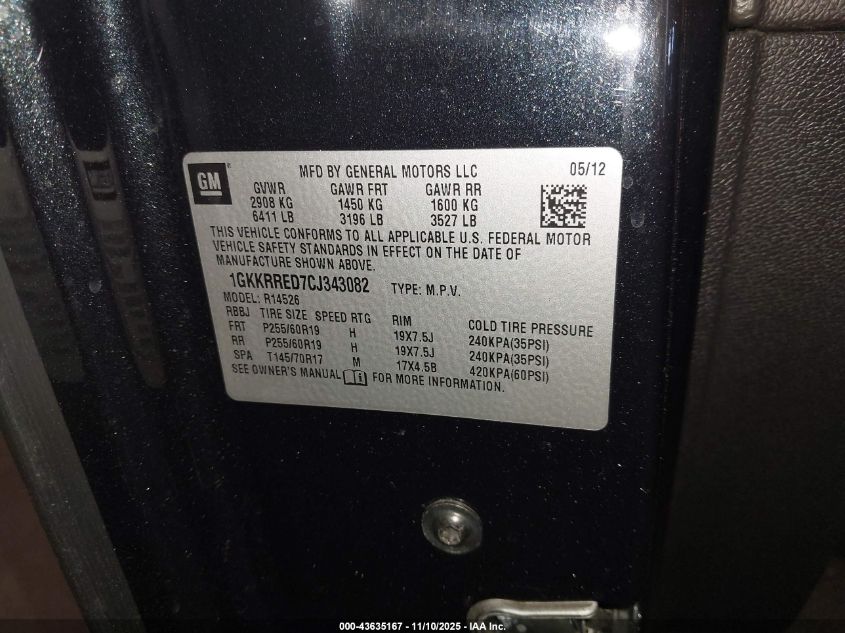 GM
MFD BY GENERAL MOTORS LLC 05/12
GVWR GAWR FRT GAWR RR
2908 KG 1450 KG 1600 KG
6411 LB 3196 LB 3527 LB
THIS VEHICLE CONFORMS TO ALL APPLICABLE U.S. FEDERAL MOTOR
VEHICLE SAFETY STANDARDS IN EFFECT ON THE DATE OF
MANUFACTURE SHOWN ABOVE.
1GKKRRED7CJ343082 TYPE: M.P.V.
MODEL: R14526
RBBJ TIRE SIZE SPEED RTG RIM COLD TIRE PRESSURE
FRT P255/60R19 H 19X7.5J 240KPA(35PSI)
RR P255/60R19 H 19X7.5J 240KPA(35PSI)
SPA T145/70R17 M 17X4.5B 420KPA(60PSI)
SEE OWNER'S MANUAL FOR MORE INFORMATION.
000-43635167 — 11/10/2025 — IAA Inc.